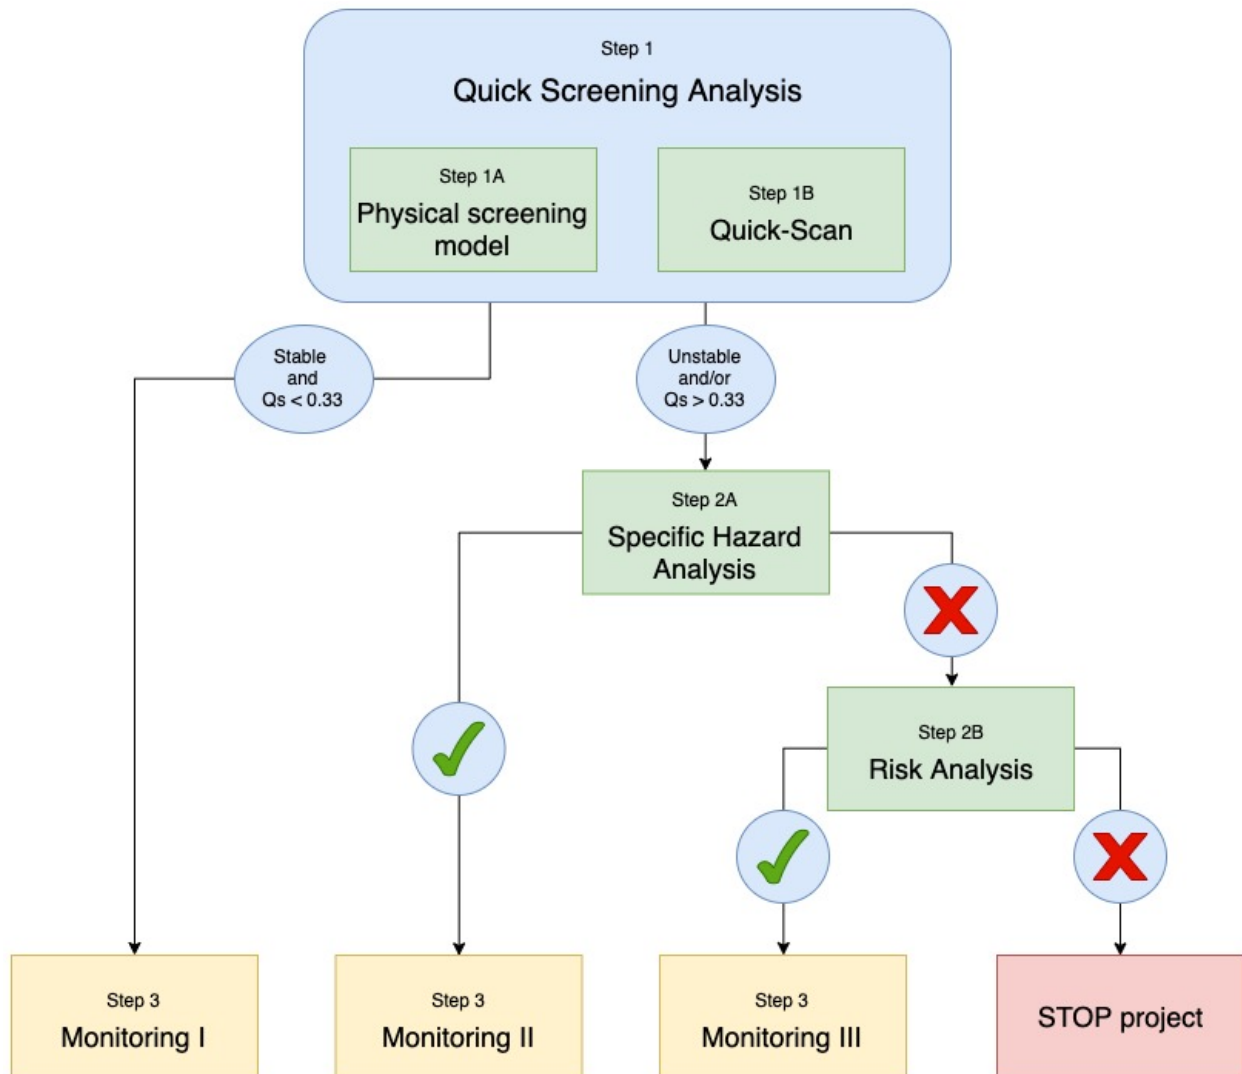 Step 1
Quick Screening Analysis
Step 1A
Physical screening
model
Step 1B
Quick-Scan
Stable
and
Qs < 0.33
Unstable
and/or
Qs > 0.33
Step 2A
Specific Hazard
Analysis
Step 2B
Risk Analysis
Step 3
Monitoring I
Step 3
Monitoring II
Step 3
Monitoring III
STOP project